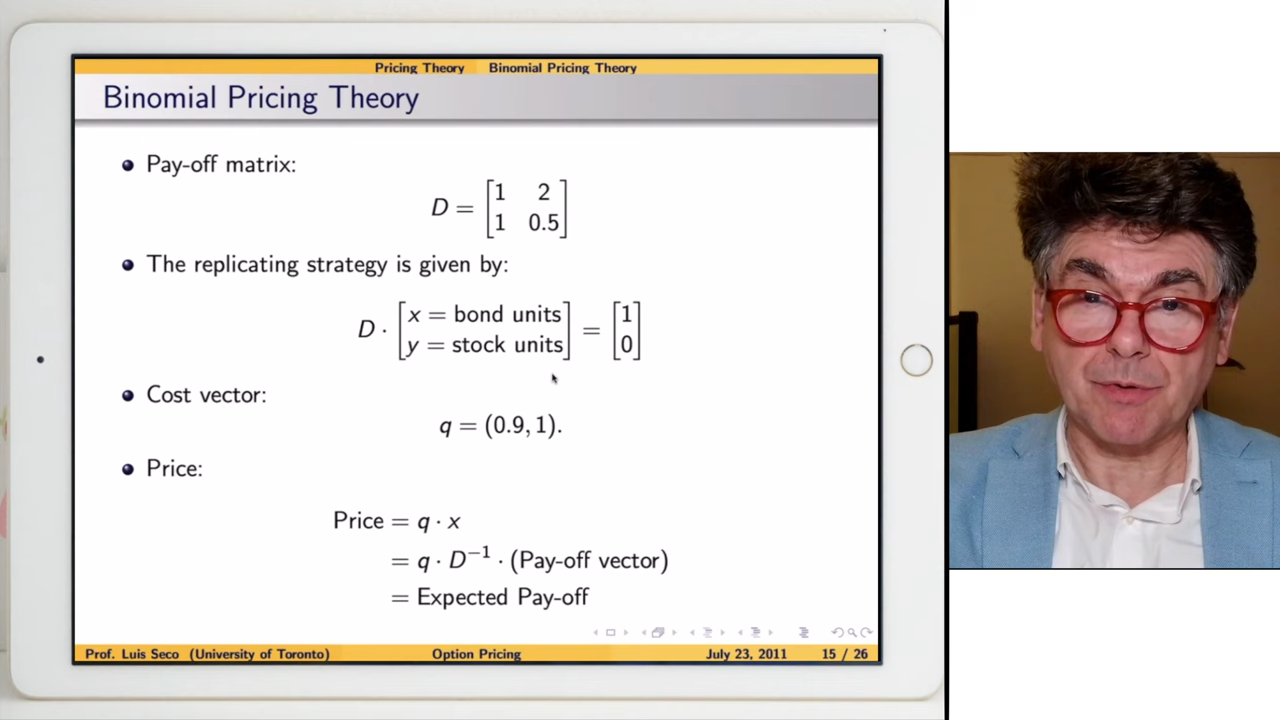 Pricing Theory Binomial Pricing Theory
Binomial Pricing Theory
Pay-off matrix:
D = [1 2
1 0.5]
The replicating strategy is given by:
D · [x = bond units
y = stock units] = [1
0]
Cost vector:
q = (0.9, 1).
Price:
Price = q · x
= q · D⁻¹ · (Pay-off vector)
= Expected Pay-off
Prof. Luis Seco (University of Toronto) Option Pricing July 23, 2011 15 / 26